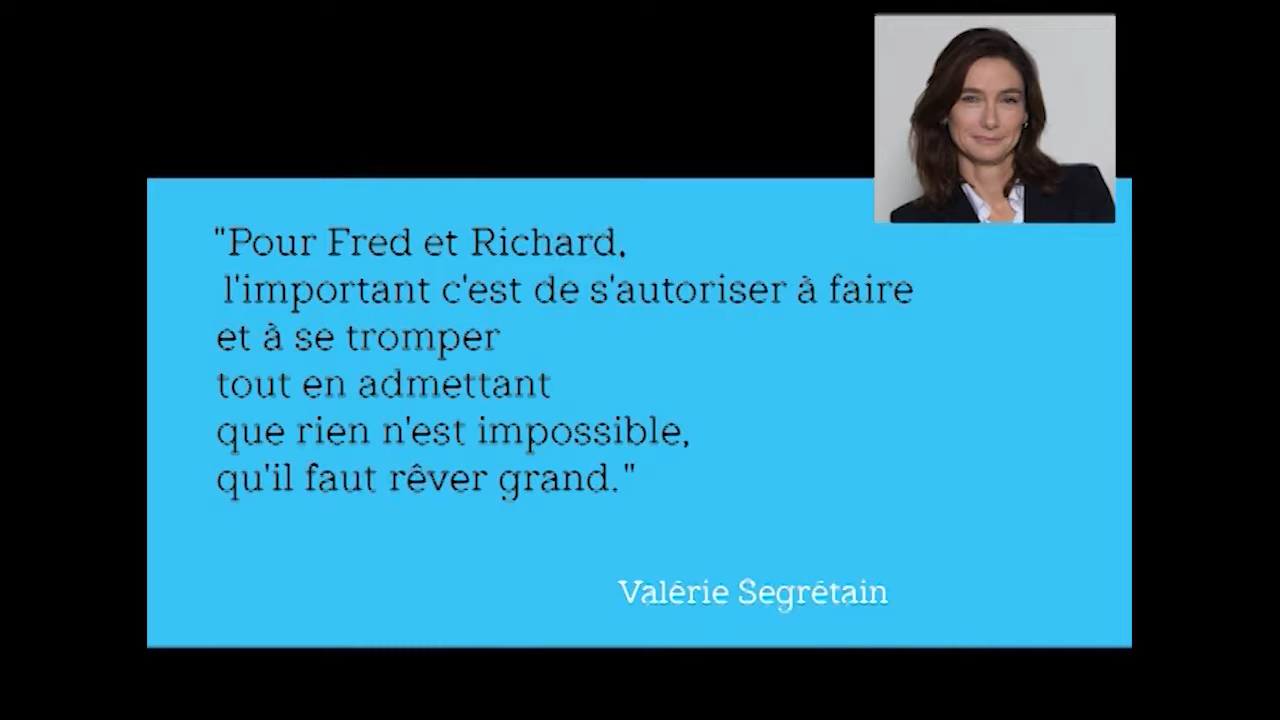 "Pour Fred et Richard,
l'important c'est de s'autoriser à faire
et à se tromper
tout en admettant
que rien n'est impossible,
qu'il faut rêver grand."
Valérie Segrétain